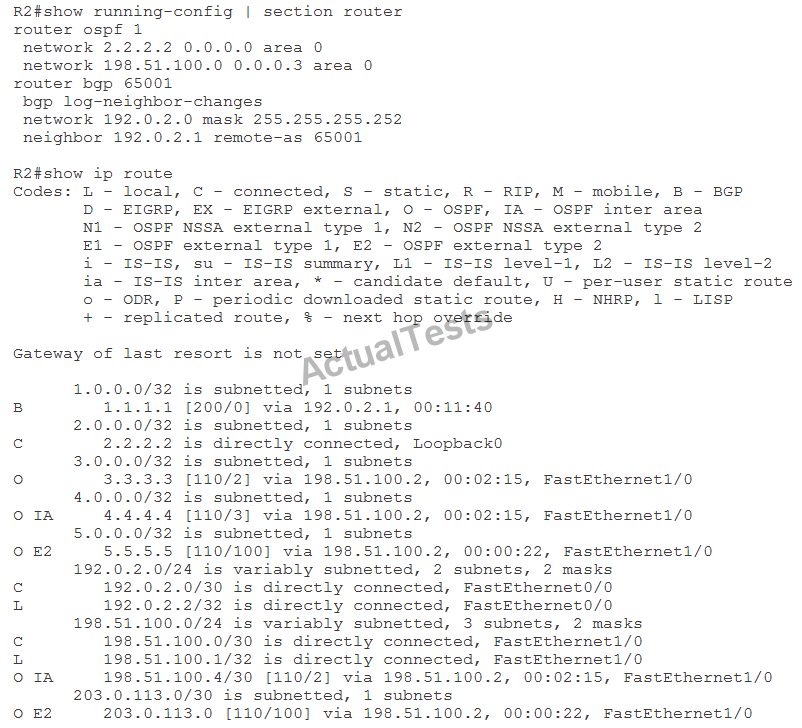 R2#show running-config | section router
router ospf 1
 network 2.2.2.2 0.0.0.0 area 0
 network 198.51.100.0 0.0.0.3 area 0
router bgp 65001
 bgp log-neighbor-changes
 network 192.0.2.0 mask 255.255.255.252
 neighbor 192.0.2.1 remote-as 65001

R2#show ip route
Codes: L - local, C - connected, S - static, R - RIP, M - mobile, B - BGP
       D - EIGRP, EX - EIGRP external, O - OSPF, IA - OSPF inter area
       N1 - OSPF NSSA external type 1, N2 - OSPF NSSA external type 2
       E1 - OSPF external type 1, E2 - OSPF external type 2
       i - IS-IS, su - IS-IS summary, L1 - IS-IS level-1, L2 - IS-IS level-2
       ia - IS-IS inter area, * - candidate default, U - per-user static route
       o - ODR, P - periodic downloaded static route, H - NHRP, l - LISP
       + - replicated route, % - next hop override

Gateway of last resort is not set
ActualTests

      1.0.0.0/32 is subnetted, 1 subnets
B        1.1.1.1 [200/0] via 192.0.2.1, 00:11:40
      2.0.0.0/32 is subnetted, 1 subnets
C        2.2.2.2 is directly connected, Loopback0
      3.0.0.0/32 is subnetted, 1 subnets
O        3.3.3.3 [110/2] via 198.51.100.2, 00:02:15, FastEthernet1/0
      4.0.0.0/32 is subnetted, 1 subnets
O IA     4.4.4.4 [110/3] via 198.51.100.2, 00:02:15, FastEthernet1/0
      5.0.0.0/32 is subnetted, 1 subnets
O E2     5.5.5.5 [110/100] via 198.51.100.2, 00:00:22, FastEthernet1/0
      192.0.2.0/24 is variably subnetted, 2 subnets, 2 masks
C        192.0.2.0/30 is directly connected, FastEthernet0/0
L        192.0.2.2/32 is directly connected, FastEthernet0/0
      198.51.100.0/24 is variably subnetted, 3 subnets, 2 masks
C        198.51.100.0/30 is directly connected, FastEthernet1/0
L        198.51.100.1/32 is directly connected, FastEthernet1/0
O IA     198.51.100.4/30 [110/2] via 198.51.100.2, 00:02:15, FastEthernet1/0
      203.0.113.0/30 is subnetted, 1 subnets
O E2     203.0.113.0 [110/100] via 198.51.100.2, 00:00:22, FastEthernet1/0